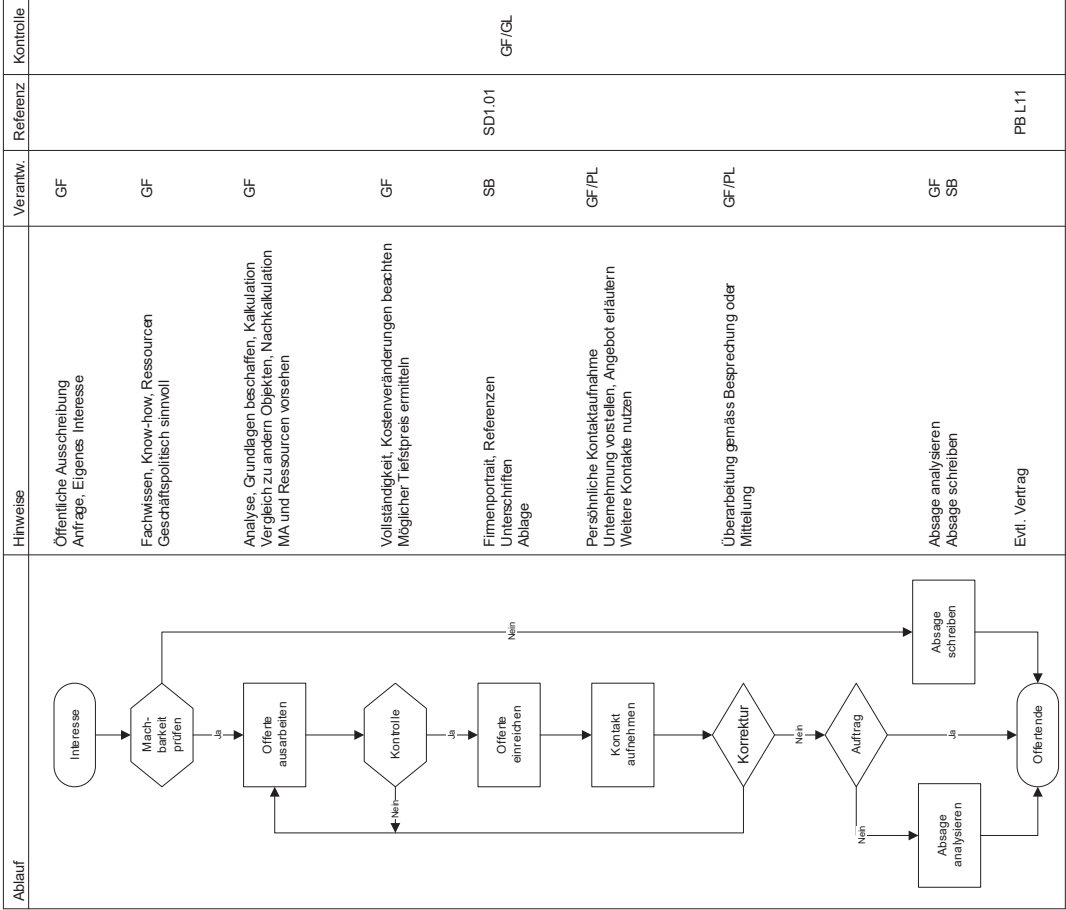 Ablauf
Hinweise
Verantw.
Referenz
Kontrolle
Interesse
Öffentliche Ausschreibung
Anfrage, Eigenes Interesse
GF
Mach-
barkeit
prüfen
Fachwissen, Know-how, Ressourcen
Geschäftspolitisch sinnvoll
GF
Ja
Nein
Offerte
ausarbeiten
Analyse, Grundlagen beschaffen, Kalkulation
Vergleich zu andern Objekten, Nachkalkulation
MA und Ressourcen vorsehen
GF
Kontrolle
Vollständigkeit, Kostenveränderungen beachten
Möglicher Tiefstpreis ermitteln
GF
Nein
Ja
Offerte
einreichen
Firmenportrait, Referenzen
Unterschriften
Ablage
SB
SD1.01
GF/GL
Kontakt
aufnehmen
Persöhnliche Kontaktaufnahme
Unternehmung vorstellen, Angebot erläutern
Weitere Kontakte nutzen
GF/PL
Korrektur
Überarbeitung gemäss Besprechung oder
Mitteilung
GF/PL
Nein
Auftrag
Nein
Ja
Absage
analysieren
Absage
schreiben
Absage analysieren
Absage schreiben
GF
SB
Offertende
Evtl. Vertrag
PB L11